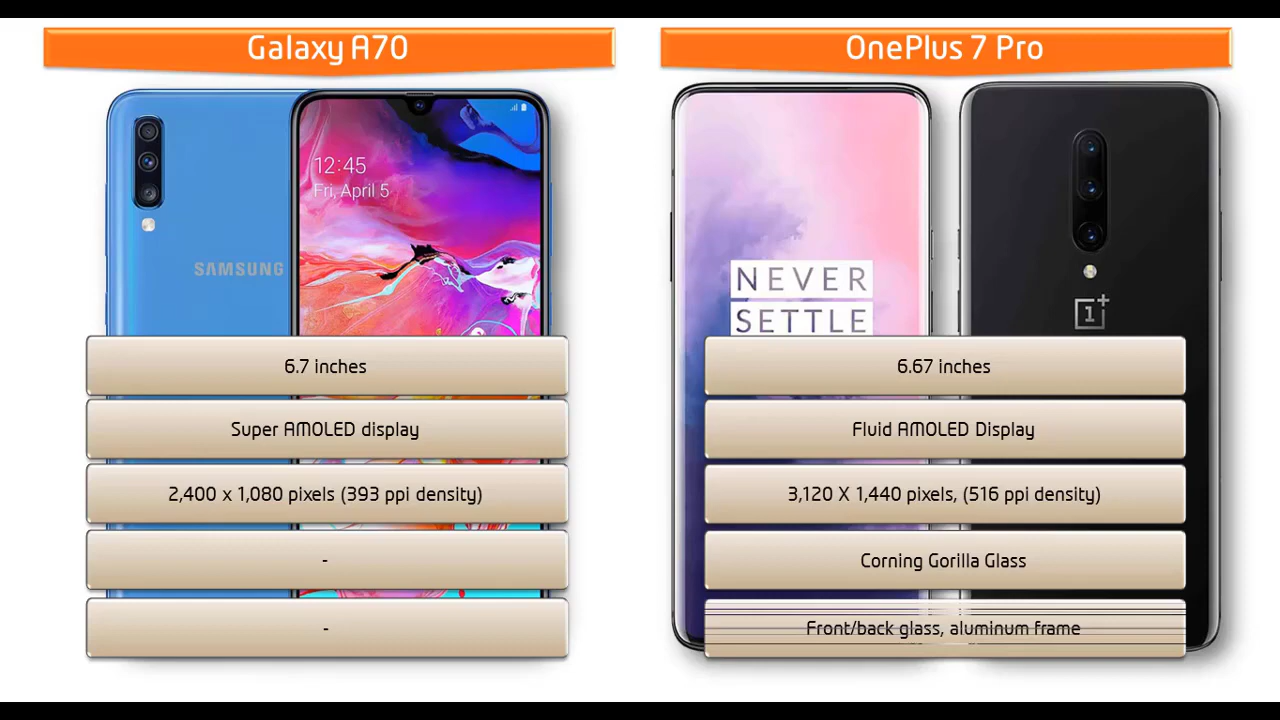 Galaxy A70
OnePlus 7 Pro
12:45
Fri, April 5
SAMSUNG
NEVER
SETTLE
1+
6.7 inches
6.67 inches
Super AMOLED display
Fluid AMOLED Display
2,400 x 1,080 pixels (393 ppi density)
3,120 X 1,440 pixels, (516 ppi density)
-
Corning Gorilla Glass
-
Front/back glass, aluminum frame